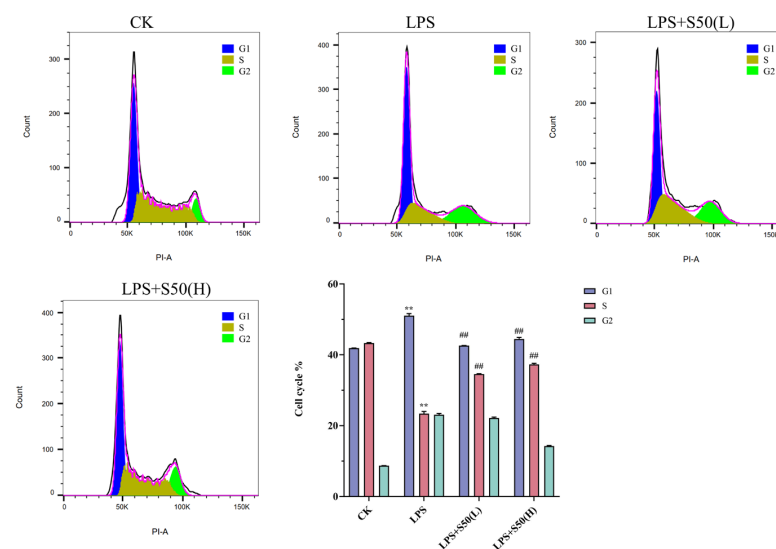 CK
300
200
100
0
Count
0
50K
100K
150K
PI-A
G1
S
G2
LPS
400
300
200
100
0
Count
0
50K
100K
150K
PI-A
G1
S
G2
LPS+S50(L)
300
200
100
0
Count
0
50K
100K
150K
PI-A
G1
S
G2
LPS+S50(H)
400
300
200
100
0
Count
0
50K
100K
150K
PI-A
G1
S
G2
60
40
20
0
Cell cycle %
**
**
##
##
##
##
CK
LPS
LPS+S50(L)
LPS+S50(H)
G1
S
G2